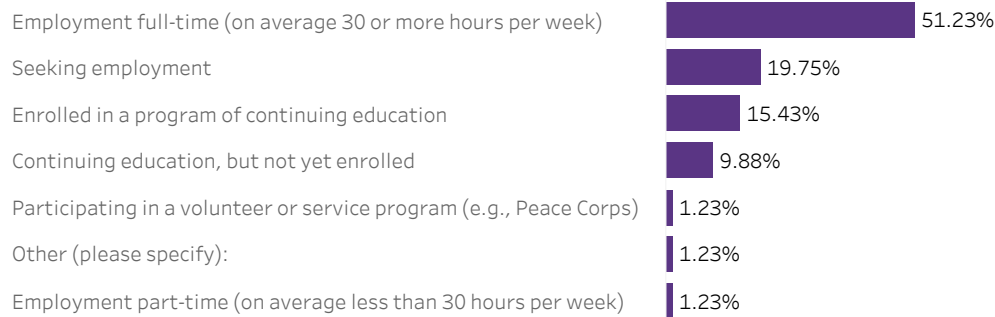 Employment full-time (on average 30 or more hours per week) 51.23%
Seeking employment 19.75%
Enrolled in a program of continuing education 15.43%
Continuing education, but not yet enrolled 9.88%
Participating in a volunteer or service program (e.g., Peace Corps) 1.23%
Other (please specify): 1.23%
Employment part-time (on average less than 30 hours per week) 1.23%